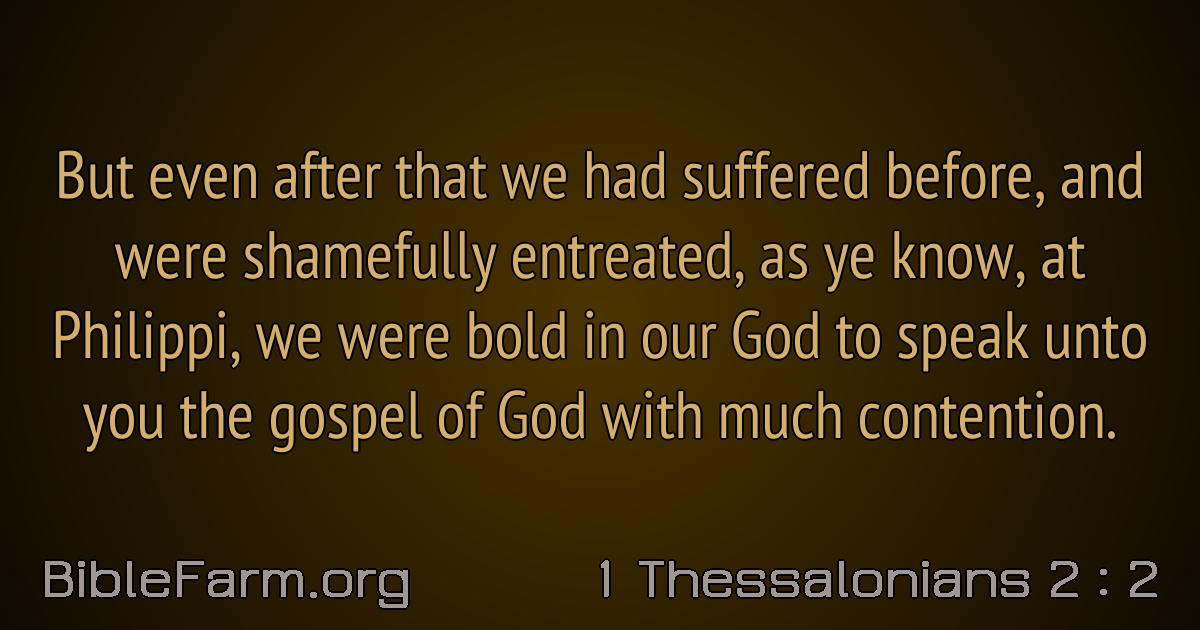 But even after that we had suffered before, and
were shamefully entreated, as ye know, at
Philippi, we were bold in our God to speak unto
you the gospel of God with much contention.
BibleFarm.org
1 Thessalonians 2 : 2